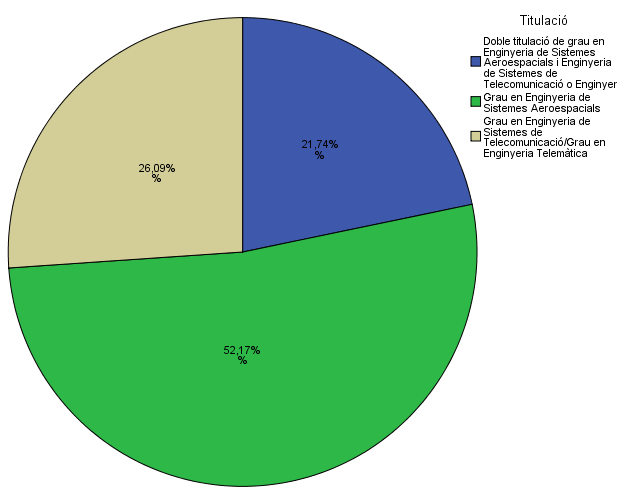 Titulació
Doble titulació de grau en
Enginyeria de Sistemes
Aeroespacials i Enginyeria
de Sistemes de
Telecomunicació o Enginyer
Grau en Enginyeria de
Sistemes Aeroespacials
Grau en Enginyeria de
Sistemes de
Telecomunicació/Grau en
Enginyeria Telemàtica
21,74%
%
26,09%
%
52,17%
%